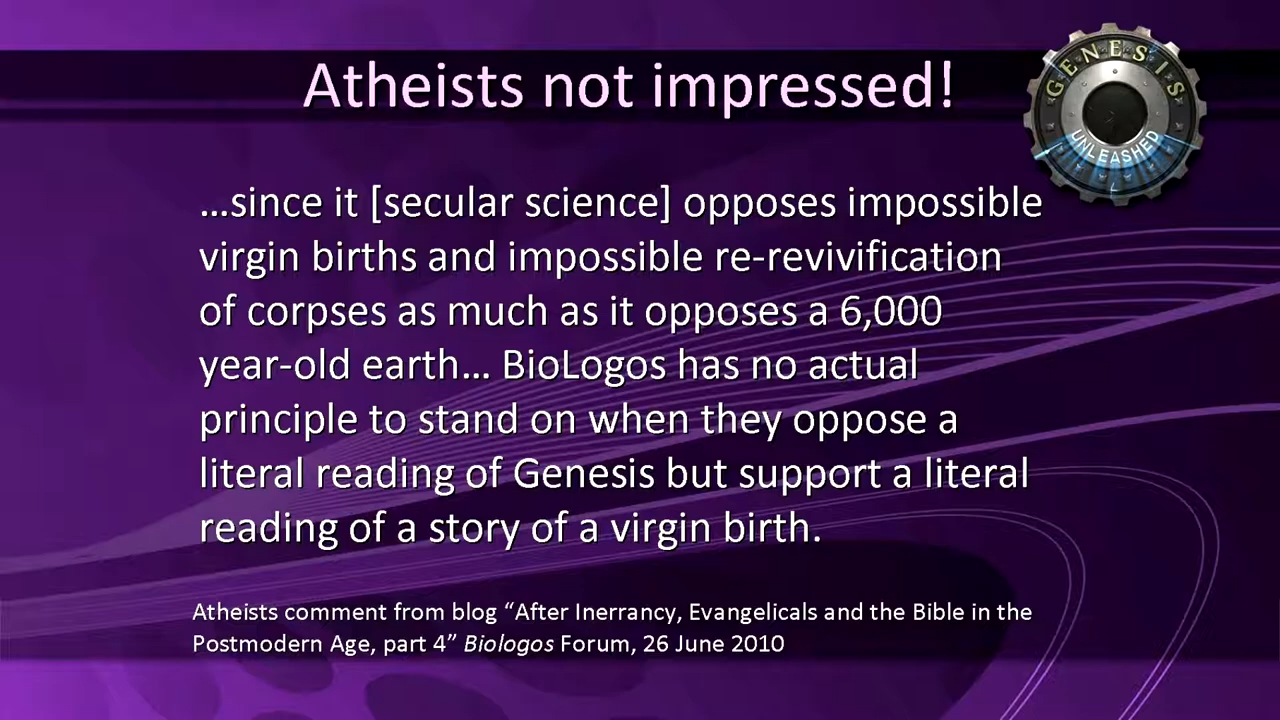 Atheists not impressed!
GENESIS
UNLEASHED
…since it [secular science] opposes impossible
virgin births and impossible re-revivification
of corpses as much as it opposes a 6,000
year-old earth… BioLogos has no actual
principle to stand on when they oppose a
literal reading of Genesis but support a literal
reading of a story of a virgin birth.
Atheists comment from blog “After Inerrancy, Evangelicals and the Bible in the
Postmodern Age, part 4” Biologos Forum, 26 June 2010